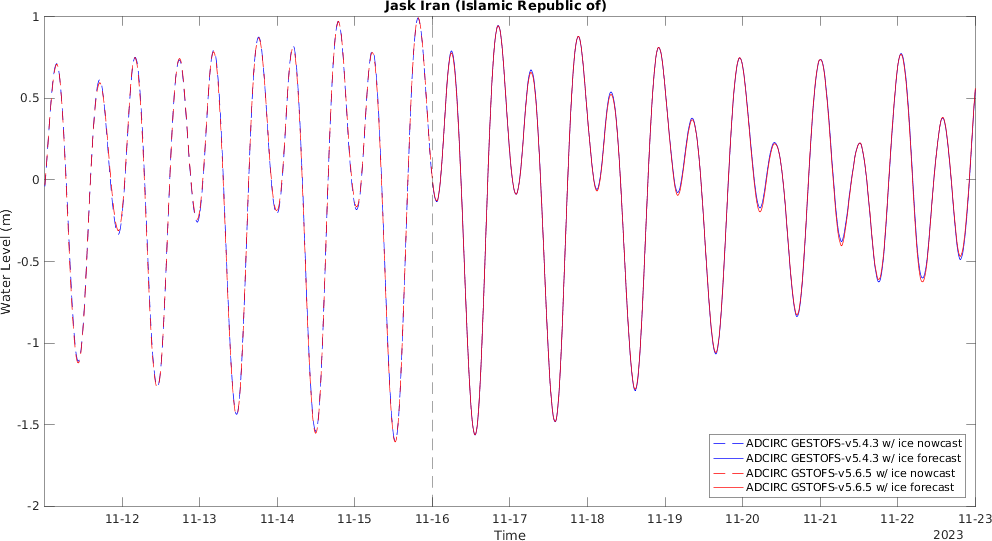 Jask Iran (Islamic Republic of)
1
0.5
0
-0.5
-1
-1.5
-2
Water Level (m)
ADCIRC GESTOFS-v5.4.3 w/ ice nowcast
ADCIRC GESTOFS-v5.4.3 w/ ice forecast
ADCIRC GSTOFS-v5.6.5 w/ ice nowcast
ADCIRC GSTOFS-v5.6.5 w/ ice forecast
11-12 11-13 11-14 11-15 11-16 11-17 11-18 11-19 11-20 11-21 11-22 11-23
Time
2023